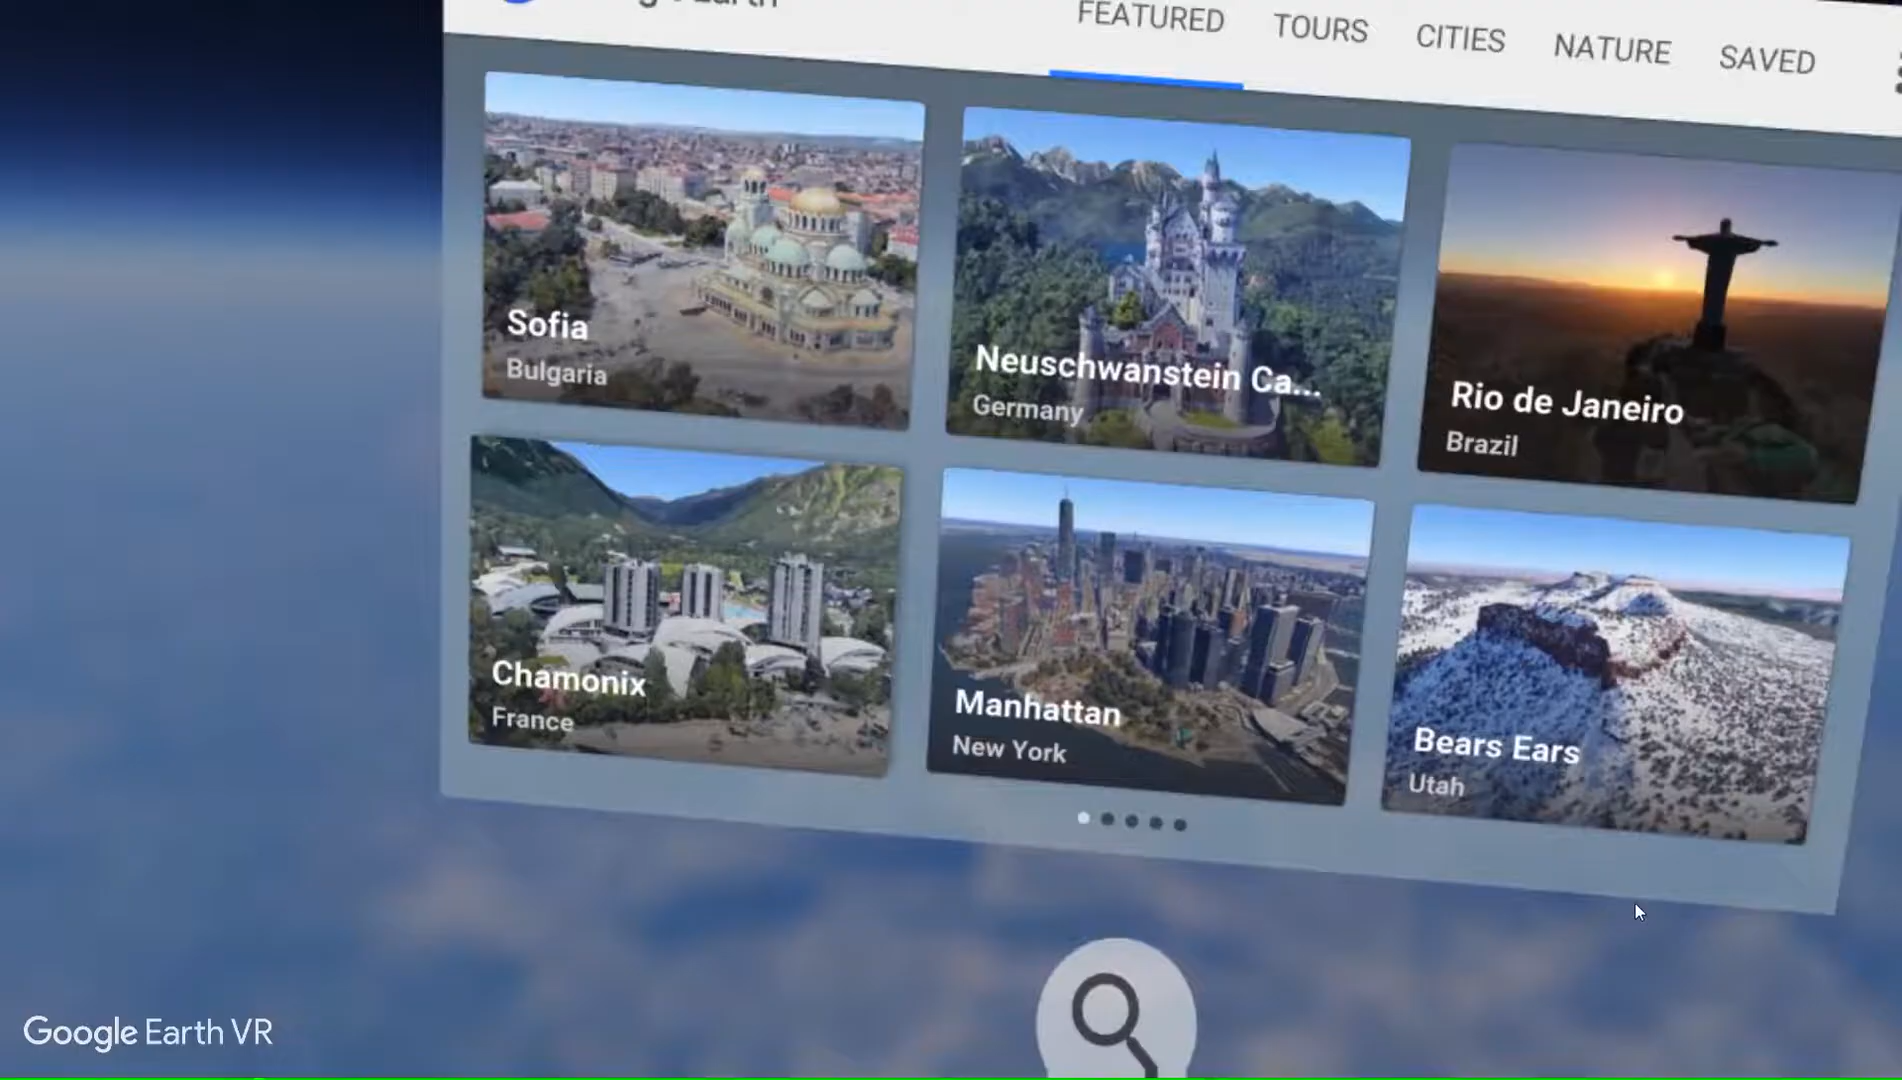 Earth
FEATURED
TOURS
CITIES
NATURE
SAVED
Sofia
Bulgaria
Neuschwanstein Ca...
Germany
Rio de Janeiro
Brazil
Chamonix
France
Manhattan
New York
Bears Ears
Utah
Google Earth VR